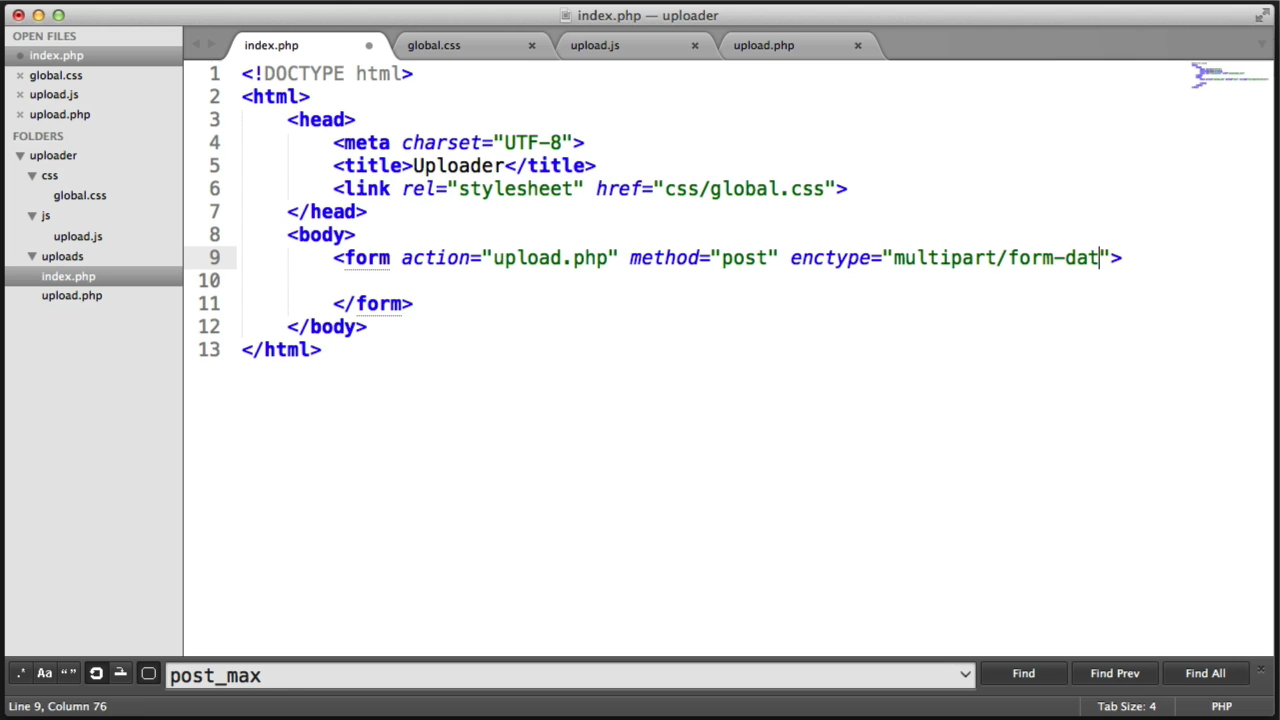 index.php — uploader
OPEN FILES
index.php
global.css
upload.js
upload.php
FOLDERS
uploader
css
global.css
js
upload.js
uploads
index.php
upload.php
index.php
global.css
upload.js
upload.php
1 <!DOCTYPE html>
2 <html>
3 <head>
4 <meta charset="UTF-8">
5 <title>Uploader</title>
6 <link rel="stylesheet" href="css/global.css">
7 </head>
8 <body>
9 <form action="upload.php" method="post" enctype="multipart/form-dat">
10
11 </form>
12 </body>
13 </html>
.* Aa “ ” post_max Find Find Prev Find All
Line 9, Column 76 Tab Size: 4 PHP